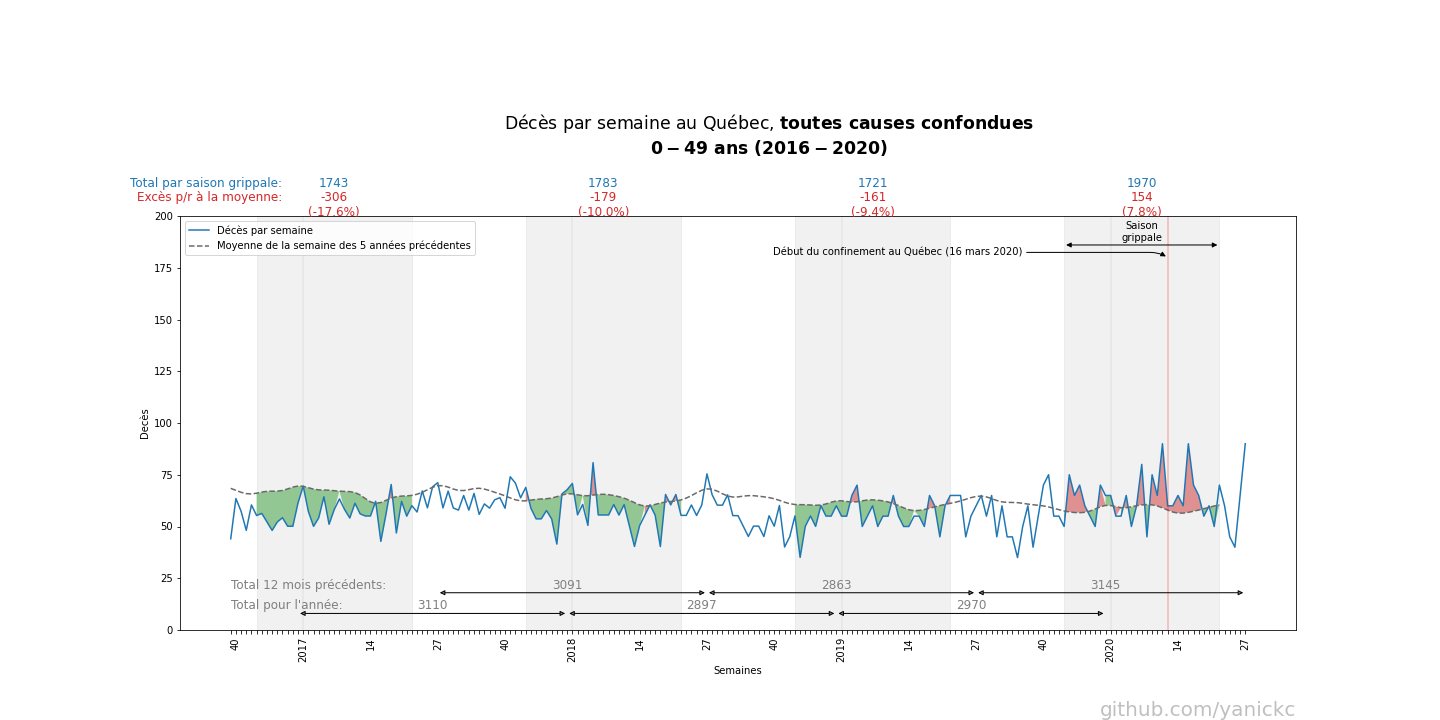 Décès par semaine au Québec, toutes causes confondues
0 – 49 ans (2016 – 2020)
Total par saison grippale: 1743 1783 1721 1970
Excès p/r à la moyenne: -306 -179 -161 154
(-17.6%) (-10.0%) (-9.4%) (7.8%)
200
175
150
125
100
75
50
25
0
Decès
Décès par semaine
Moyenne de la semaine des 5 années précédentes
Saison
grippale
Début du confinement au Québec (16 mars 2020)
Total 12 mois précédents: 3091 2863 3145
Total pour l'année: 3110 2897 2970
40 2017 14 27 40 2018 14 27 40 2019 14 27 40 2020 14 27
Semaines
github.com/yanickc